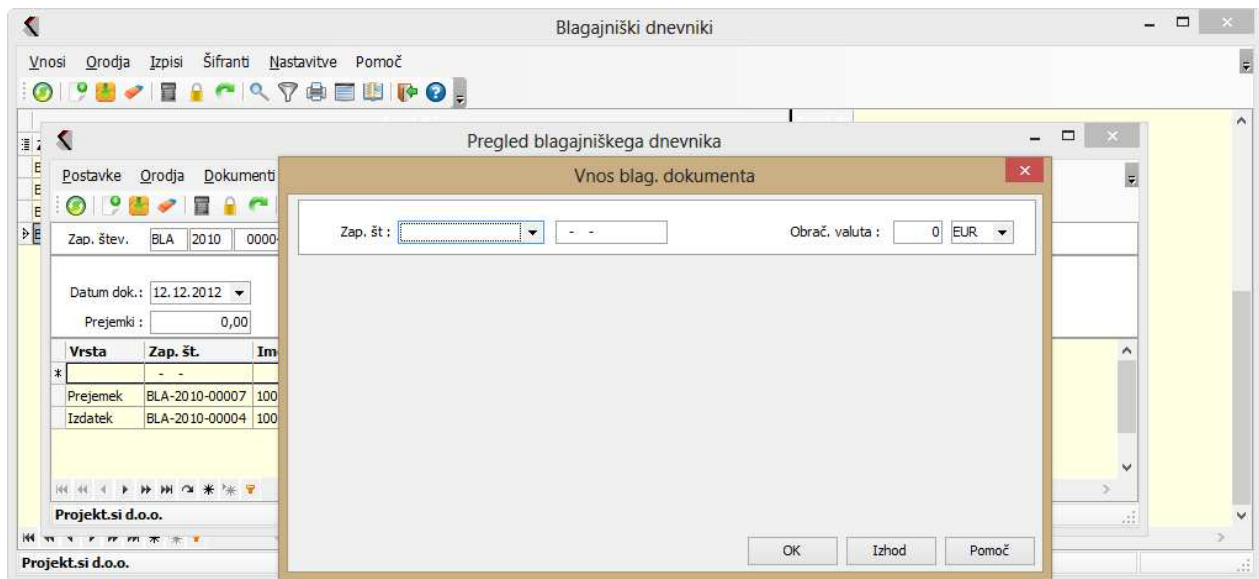 Blagajniški dnevniki
Vnosi Orodja Izpisi Šifranti Nastavitve Pomoč
Pregled blagajniškega dnevnika
Postavke Orodja Dokumenti
Vnos blag. dokumenta
Zap. štev. BLA 2010 0000
Zap. št : - - Obrač. valuta : 0 EUR
Datum dok.: 12.12.2012
Prejemki : 0,00
Vrsta Zap. št. Im
- -
Prejemek BLA-2010-00007 100
Izdatek BLA-2010-00004 100
Projekt.si d.o.o.
OK Izhod Pomoč
Projekt.si d.o.o.